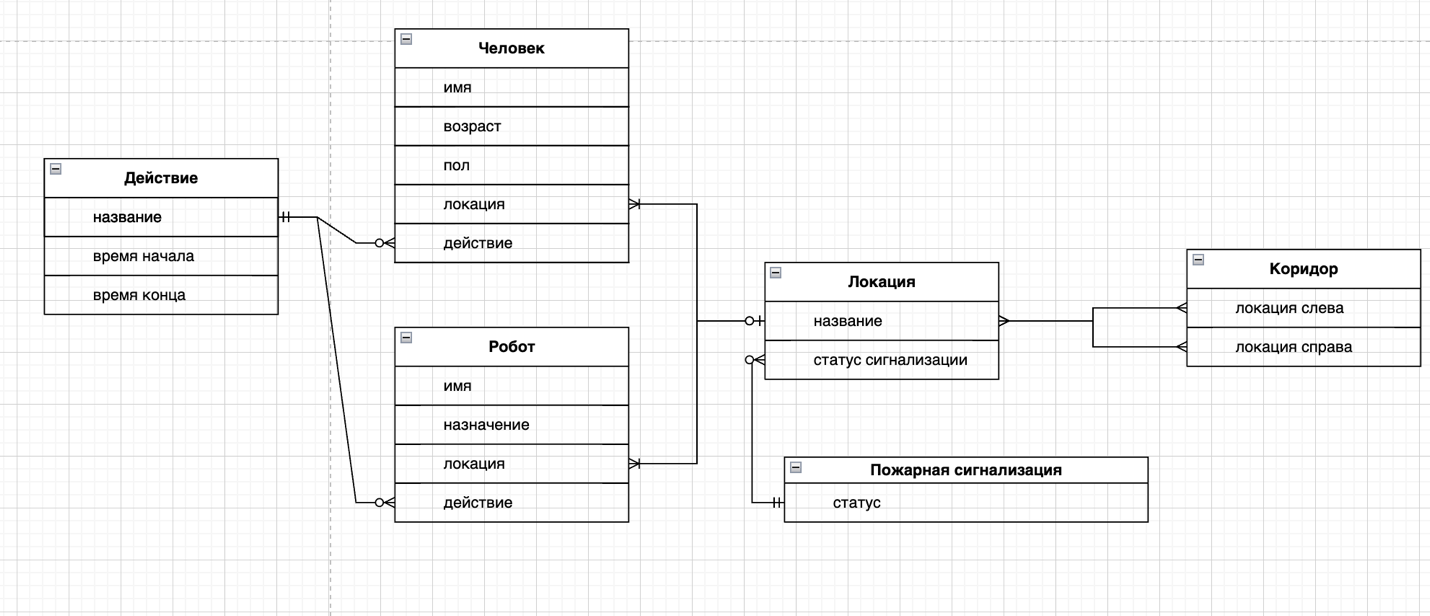 Человек
имя
возраст
пол
локация
действие
Действие
название
время начала
время конца
Робот
имя
назначение
локация
действие
Локация
название
статус сигнализации
Коридор
локация слева
локация справа
Пожарная сигнализация
статус